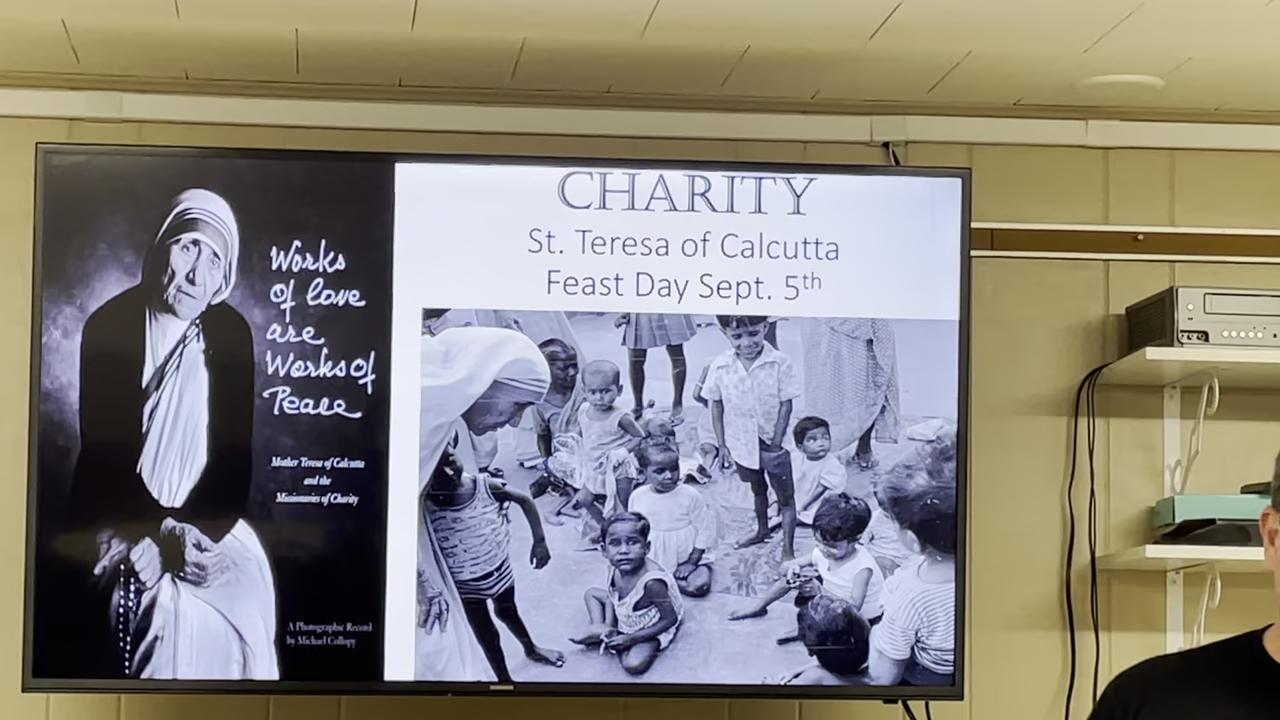 Works
of love
are
Works of
Peace
Mother Teresa of Calcutta
and the
Missionaries of Charity
A Photographic Record
by Michael Collopy
CHARITY
St. Teresa of Calcutta
Feast Day Sept. 5th